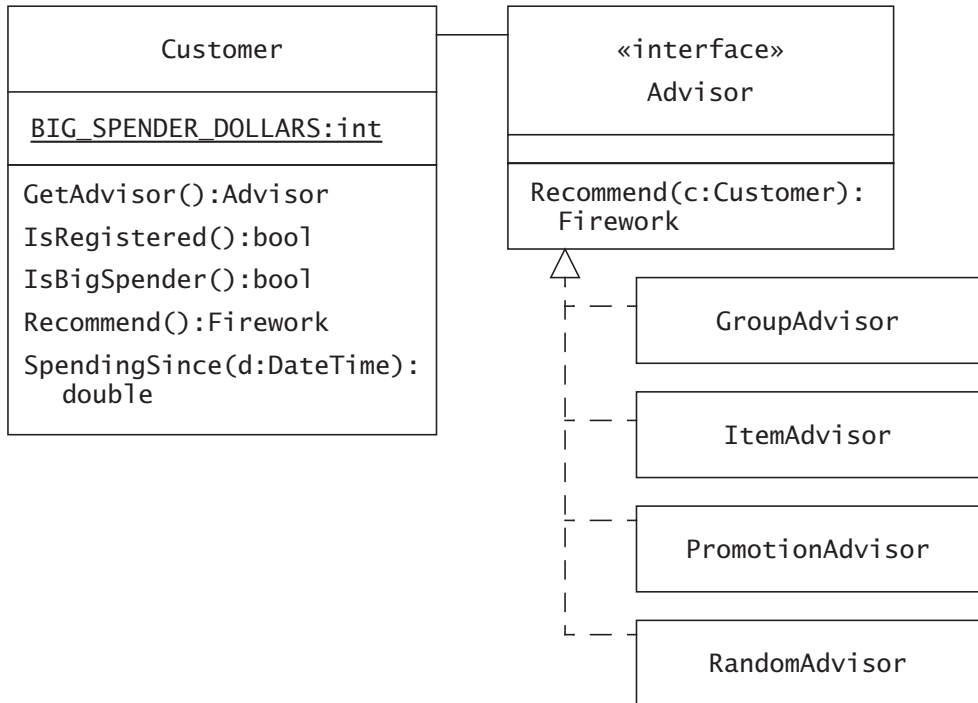 Customer
BIG_SPENDER_DOLLARS:int
GetAdvisor():Advisor
IsRegistered():bool
IsBigSpender():bool
Recommend():Firework
SpendingSince(d:DateTime):
double
«interface»
Advisor
Recommend(c:Customer):
Firework
GroupAdvisor
ItemAdvisor
PromotionAdvisor
RandomAdvisor